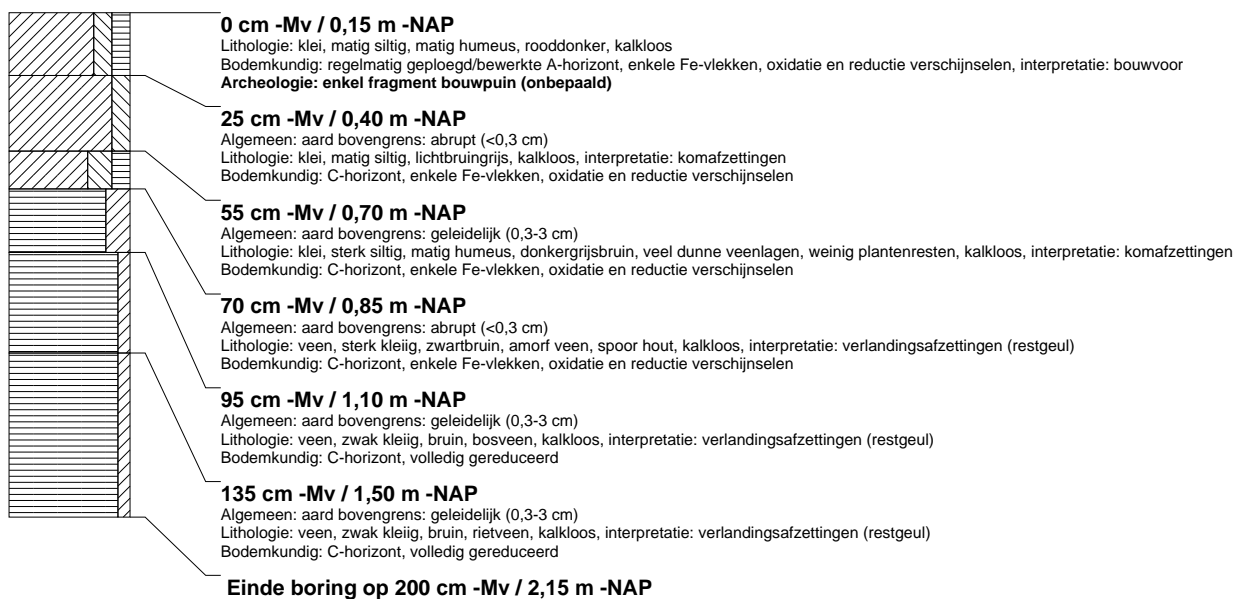 0 cm -Mv / 0,15 m -NAP
Lithologie: klei, matig siltig, matig humeus, rooddonker, kalkloos
Bodemkundig: regelmatig geploegd/bewerkte A-horizont, enkele Fe-vlekken, oxidatie en reductie verschijnselen, interpretatie: bouwvoor
Archeologie: enkel fragment bouwpuin (onbepaald)
25 cm -Mv / 0,40 m -NAP
Algemeen: aard bovengrens: abrupt (<0,3 cm)
Lithologie: klei, matig siltig, lichtbruingrijs, kalkloos, interpretatie: komafzettingen
Bodemkundig: C-horizont, enkele Fe-vlekken, oxidatie en reductie verschijnselen
55 cm -Mv / 0,70 m -NAP
Algemeen: aard bovengrens: geleidelijk (0,3-3 cm)
Lithologie: klei, sterk siltig, matig humeus, donkergrijsbruin, veel dunne veenlagen, weinig plantenresten, kalkloos, interpretatie: komafzettingen
Bodemkundig: C-horizont, enkele Fe-vlekken, oxidatie en reductie verschijnselen
70 cm -Mv / 0,85 m -NAP
Algemeen: aard bovengrens: abrupt (<0,3 cm)
Lithologie: veen, sterk kleiig, zwartbruin, amorf veen, spoor hout, kalkloos, interpretatie: verlandingsafzettingen (restgeul)
Bodemkundig: C-horizont, enkele Fe-vlekken, oxidatie en reductie verschijnselen
95 cm -Mv / 1,10 m -NAP
Algemeen: aard bovengrens: geleidelijk (0,3-3 cm)
Lithologie: veen, zwak kleiig, bruin, bosveen, kalkloos, interpretatie: verlandingsafzettingen (restgeul)
Bodemkundig: C-horizont, volledig gereduceerd
135 cm -Mv / 1,50 m -NAP
Algemeen: aard bovengrens: geleidelijk (0,3-3 cm)
Lithologie: veen, zwak kleiig, bruin, rietveen, kalkloos, interpretatie: verlandingsafzettingen (restgeul)
Bodemkundig: C-horizont, volledig gereduceerd
Einde boring op 200 cm -Mv / 2,15 m -NAP